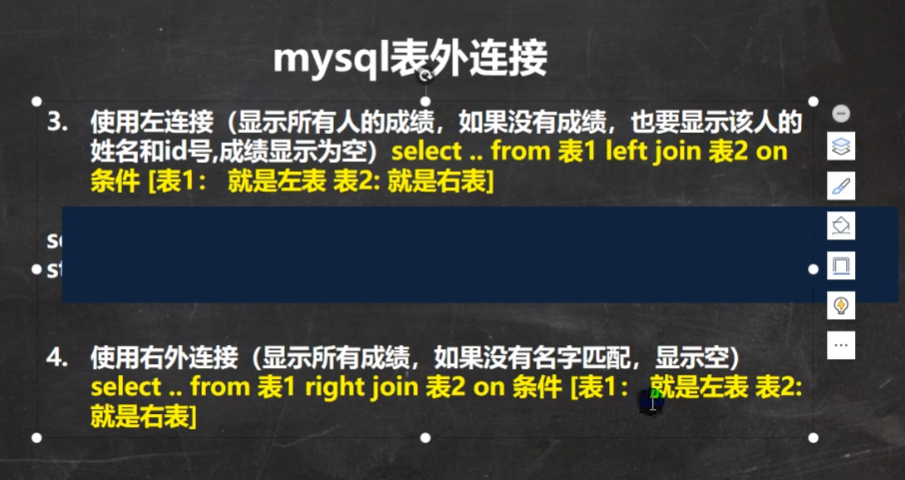 mysql表外连接
3. 使用左连接（显示所有人的成绩，如果没有成绩，也要显示该人的
姓名和id号,成绩显示为空）select .. from 表1 left join 表2 on
条件 [表1： 就是左表 表2: 就是右表]
4. 使用右外连接（显示所有成绩，如果没有名字匹配，显示空）
select .. from 表1 right join 表2 on 条件 [表1： 就是左表 表2:
就是右表]